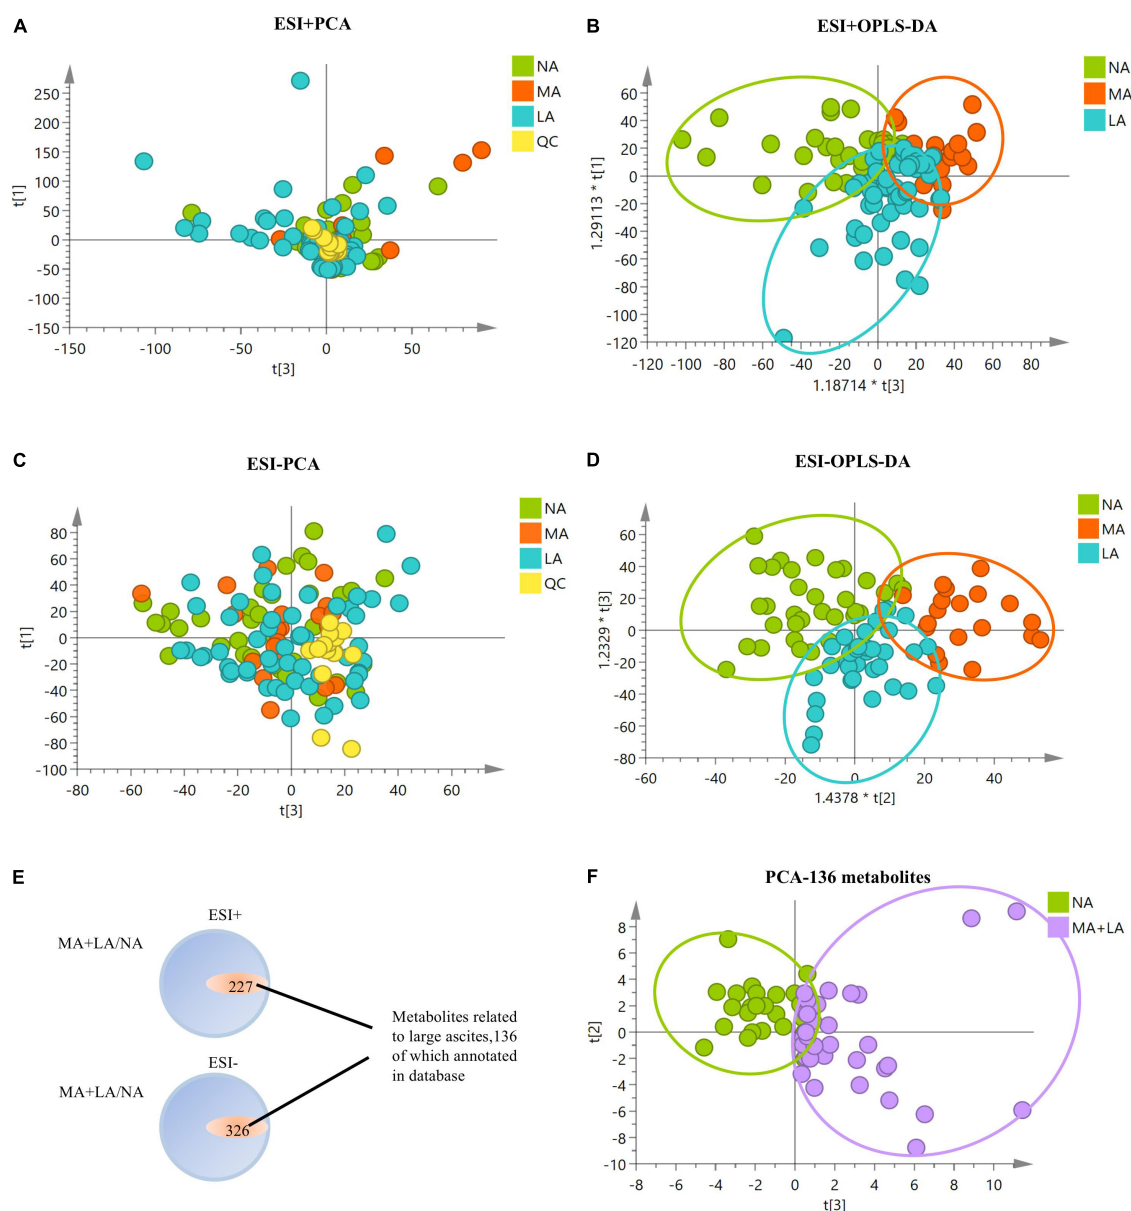 A
ESI+PCA
NA
MA
LA
QC
250
200
150
100
50
0
-50
-100
-150
t[1]
-150
-100
-50
0
50
t[3]
B
ESI+OPLS-DA
NA
MA
LA
60
40
20
0
-20
-40
-60
-80
-100
-120
1.29113 * t[1]
-120
-100
-80
-60
-40
-20
0
20
40
60
80
1.18714 * t[3]
C
ESI-PCA
NA
MA
LA
QC
80
60
40
20
0
-20
-40
-60
-80
-100
t[1]
-80
-60
-40
-20
0
20
40
60
t[3]
D
ESI-OPLS-DA
NA
MA
LA
60
40
20
0
-20
-40
-60
-80
1.2329 * t[3]
-60
-40
-20
0
20
40
1.4378 * t[2]
E
ESI+
MA+LA/NA
227
ESI-
MA+LA/NA
326
Metabolites related
to large ascites,136
of which annotated
in database
F
PCA-136 metabolites
NA
MA+LA
8
6
4
2
0
-2
-4
-6
-8
-10
t[2]
-8
-6
-4
-2
0
2
4
6
8
10
t[3]